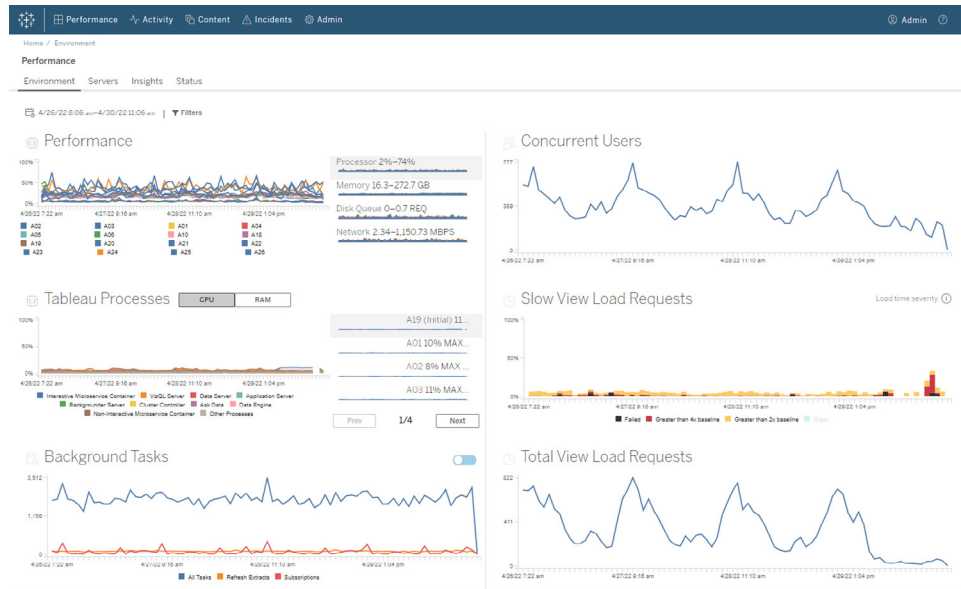 Performance Activity Content Incidents Admin Admin
Home / Environment
Performance
Environment Servers Insights Status
4/26/22 8:06 am–4/30/22 11:06 am | Filters
Performance
100%
50%
0%
4/26/22 7:22 am 4/27/22 9:16 am 4/28/22 11:10 am 4/29/22 1:04 pm
A02 A03 A01 A04
A05 A06 A10 A18
A19 A20 A21 A22
A23 A24 A25 A26
Processor 2%–74%
Memory 16.3–272.7 GB
Disk Queue 0–0.7 REQ
Network 2.34–1,150.73 MBPS
Concurrent Users
777
389
0
4/26/22 7:22 am 4/27/22 9:16 am 4/28/22 11:10 am 4/29/22 1:04 pm
Tableau Processes CPU RAM
100%
50%
0%
4/26/22 7:22 am 4/27/22 9:16 am 4/28/22 11:10 am 4/29/22 1:04 pm
Interactive Microservice Container VizQL Server Data Server Application Server
Backgrounder Server Cluster Controller Ask Data Data Engine
Non-Interactive Microservice Container Other Processes
A19 (Initial) 11...
A01 10% MAX...
A02 8% MAX...
A03 11% MAX...
Prev 1/4 Next
Slow View Load Requests
Load time severity
100%
50%
0%
4/26/22 7:22 am 4/27/22 9:16 am 4/28/22 11:10 am 4/29/22 1:04 pm
Failed Greater than 4x baseline Greater than 2x baseline Green
Background Tasks
3,512
1,756
0
4/26/22 7:22 am 4/27/22 9:16 am 4/28/22 11:10 am 4/29/22 1:04 pm
All Tasks Refresh Extracts Subscriptions
Total View Load Requests
822
411
0
4/26/22 7:22 am 4/27/22 9:16 am 4/28/22 11:10 am 4/29/22 1:04 pm